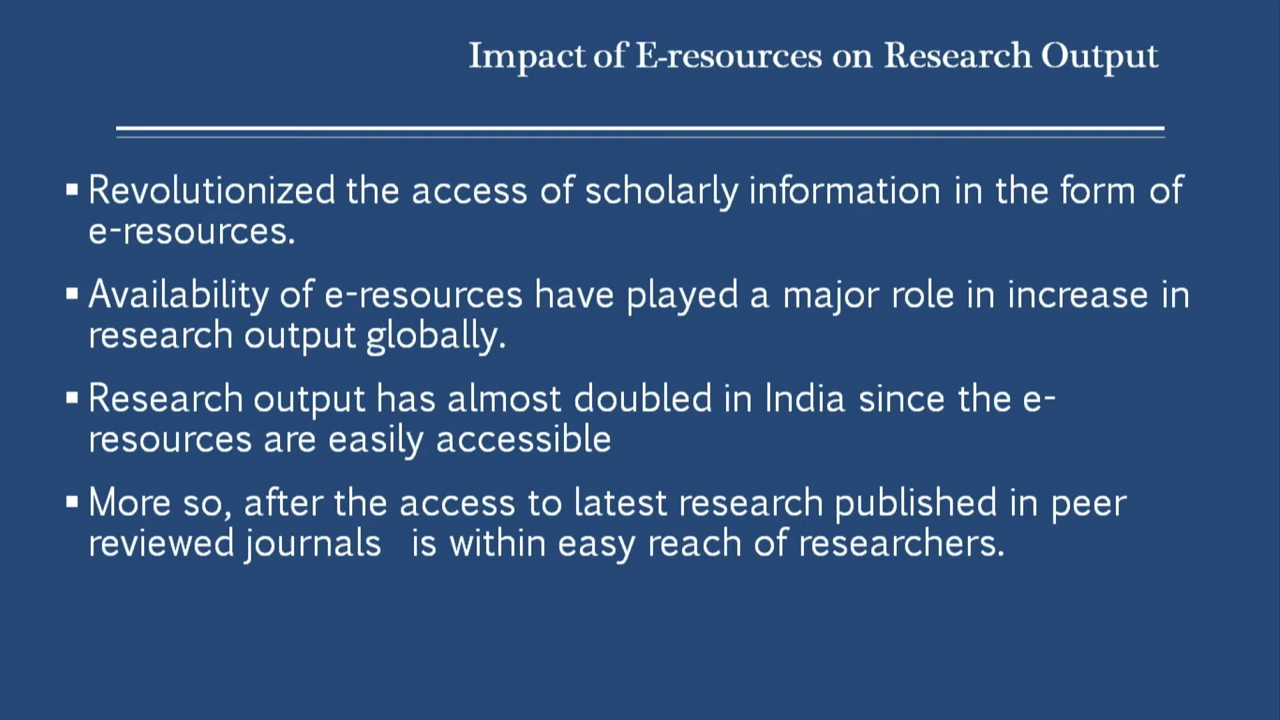 Impact of E-resources on Research Output
▪ Revolutionized the access of scholarly information in the form of
e-resources.
▪ Availability of e-resources have played a major role in increase in
research output globally.
▪ Research output has almost doubled in India since the e-
resources are easily accessible
▪ More so, after the access to latest research published in peer
reviewed journals   is within easy reach of researchers.